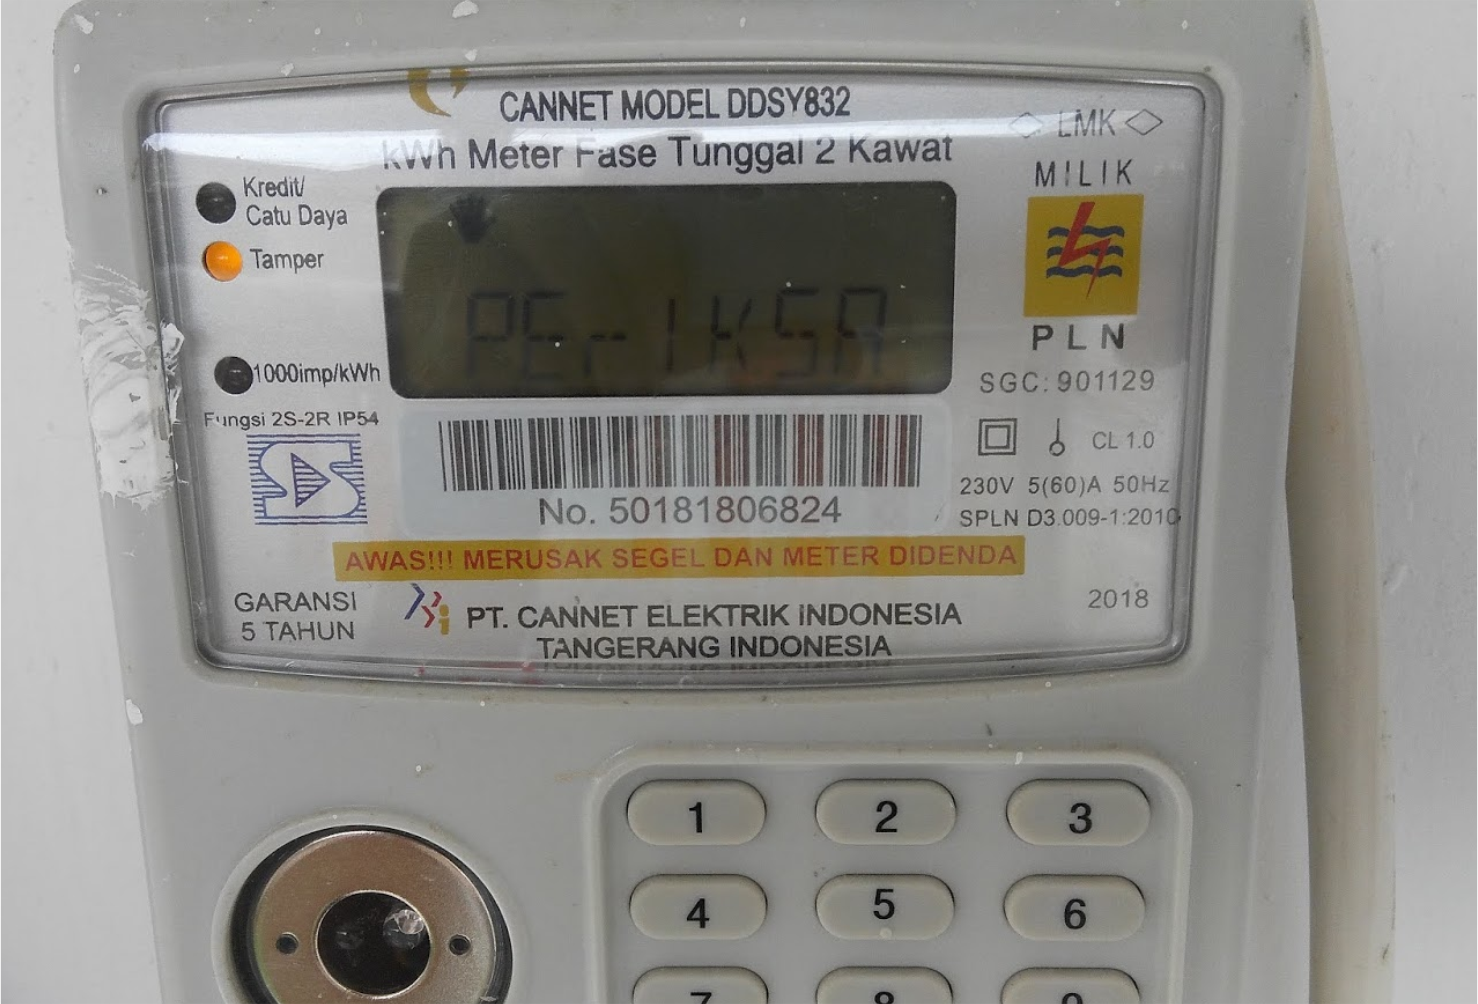 CANNET MODEL DDSY832
kWh Meter Fase Tunggal 2 Kawat
LMK
MILIK
Kredit/
Catu Daya
Tamper
PErIKSA
PLN
1000imp/kWh
SGC: 901129
Fungsi 2S-2R IP54
CL 1.0
230V 5(60)A 50Hz
No. 50181806824
SPLN D3.009-1:2010
AWAS!!! MERUSAK SEGEL DAN METER DIDENDA
GARANSI
5 TAHUN
PT. CANNET ELEKTRIK INDONESIA
TANGERANG INDONESIA
2018
1 2 3
4 5 6
7 8 9